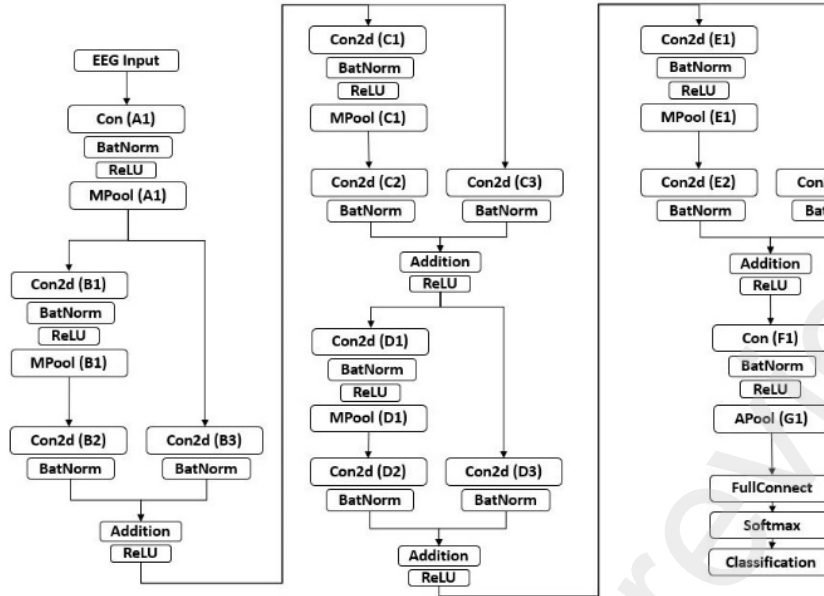 EEG Input
Con (A1)
BatNorm
ReLU
MPool (A1)
Con2d (B1)
BatNorm
ReLU
MPool (B1)
Con2d (B2) Con2d (B3)
BatNorm BatNorm
Addition
ReLU
Con2d (C1)
BatNorm
ReLU
MPool (C1)
Con2d (C2) Con2d (C3)
BatNorm BatNorm
Addition
ReLU
Con2d (D1)
BatNorm
ReLU
MPool (D1)
Con2d (D2) Con2d (D3)
BatNorm BatNorm
Addition
ReLU
Con2d (E1)
BatNorm
ReLU
MPool (E1)
Con2d (E2)
BatNorm
Addition
ReLU
Con (F1)
BatNorm
ReLU
APool (G1)
FullConnect
Softmax
Classification